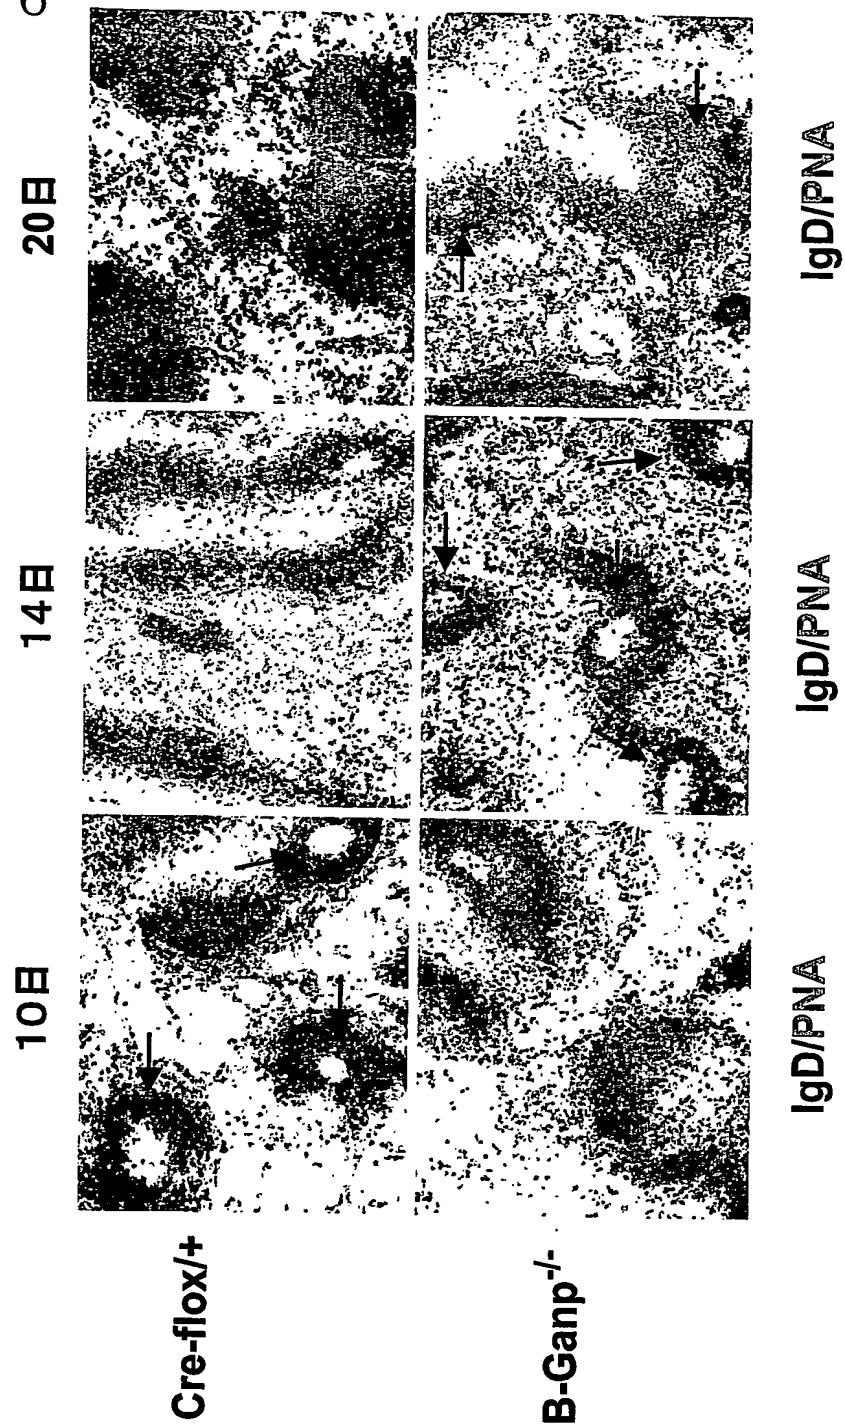 C
10日 14日 20日
Cre-flox/+
B-Ganp-/-
IgD/PNA IgD/PNA IgD/PNA